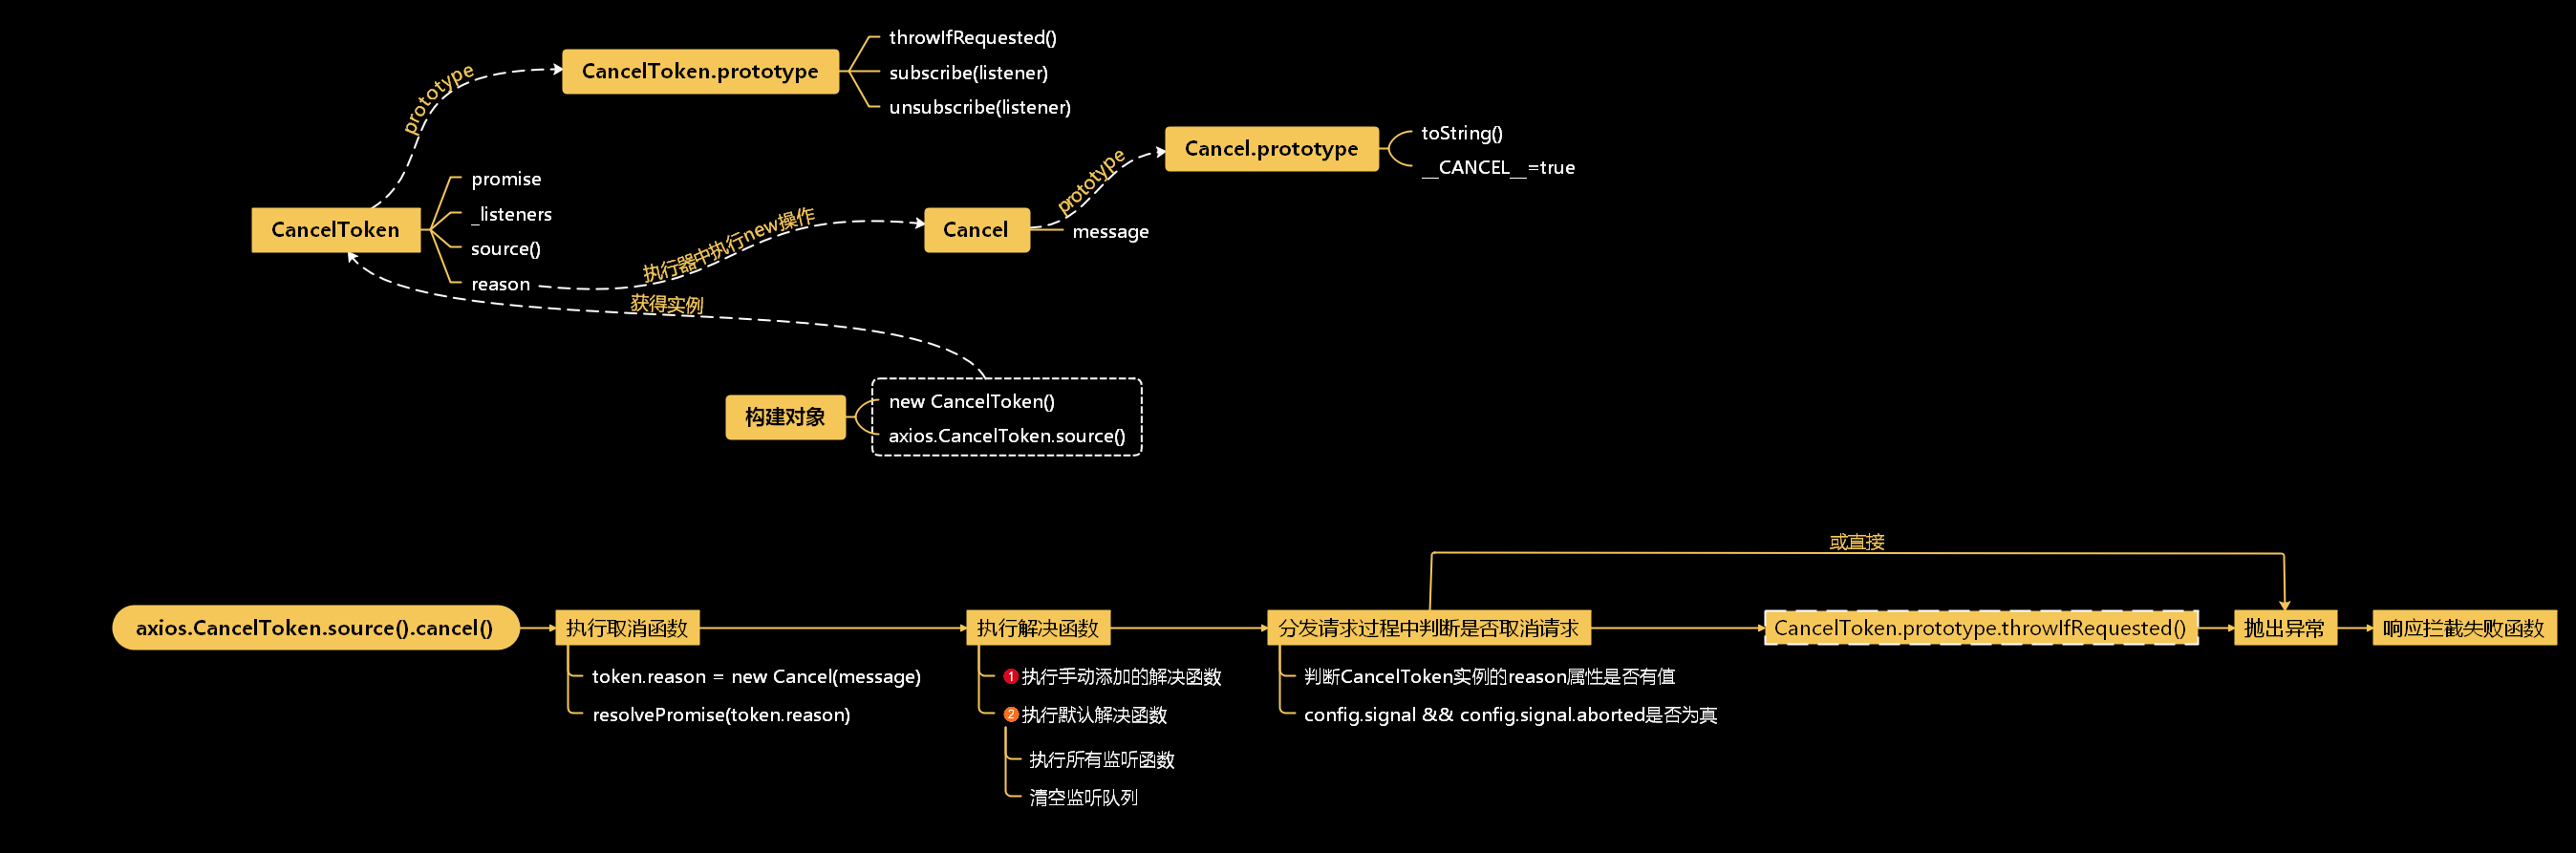 throwIfRequested()
CancelToken.prototype
subscribe(listener)
unsubscribe(listener)
prototype
toString()
Cancel.prototype
__CANCEL__=true
prototype
promise
_listeners
CancelToken
source()
reason
执行器中执行new操作
Cancel
message
获得实例
构建对象
new CancelToken()
axios.CancelToken.source()
或直接
axios.CancelToken.source().cancel()
执行取消函数
token.reason = new Cancel(message)
resolvePromise(token.reason)
执行解决函数
1 执行手动添加的解决函数
2 执行默认解决函数
执行所有监听函数
清空监听队列
分发请求过程中判断是否取消请求
判断CancelToken实例的reason属性是否有值
config.signal && config.signal.aborted是否为真
CancelToken.prototype.throwIfRequested()
抛出异常
响应拦截失败函数